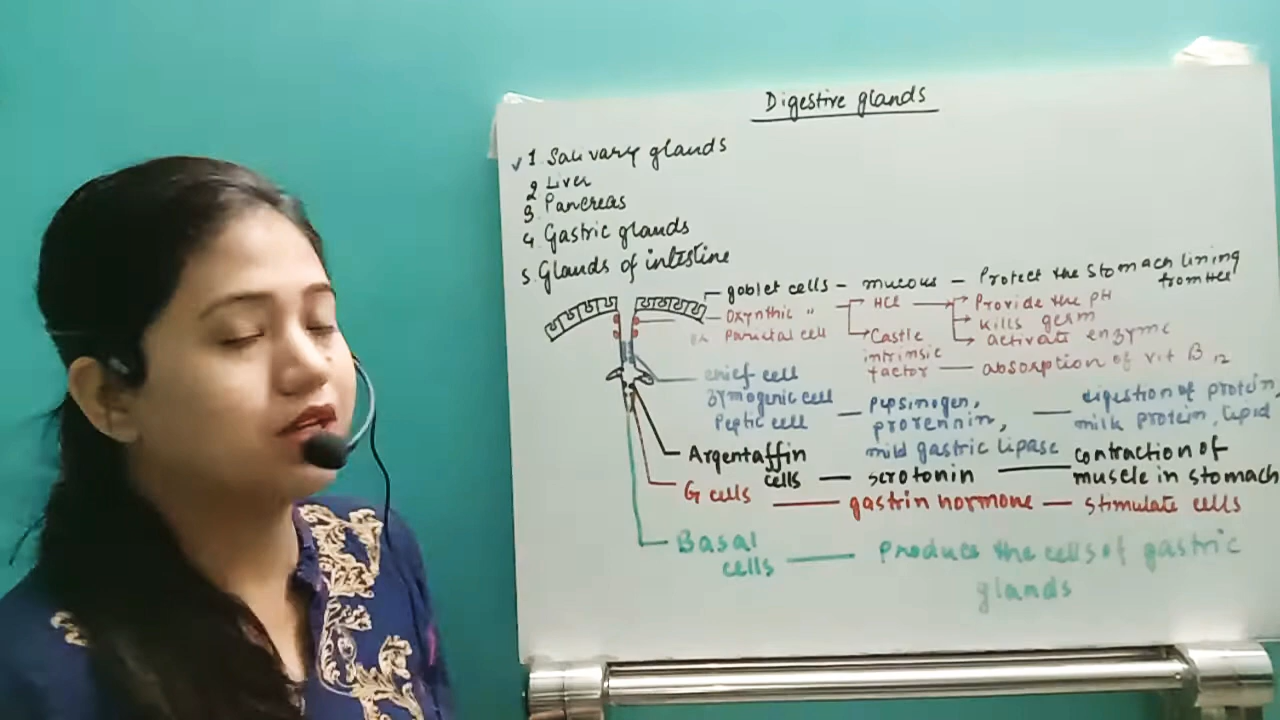 Digestive glands
1. Salivary glands
2 Liver
3. Pancreas
4. Gastric glands
5. Glands of intestine
goblet cells - mucous - Protect the stomach lining
from Hcl
Oxynthic " HCl Provide the pH
or Parietal cell Kills germ
Castle activate enzyme
intrinsic
factor absorption of vit B12
chief cell
Zymogenic cell
Peptic cell
Pepsinogen,
prorennin,
mild gastric lipase
digestion of protein,
milk protein, lipid
Argentaffin
cells - serotonin
contraction of
muscle in stomach
G cells gastrin hormone stimulate cells
Basal
cells
Produce the cells of gastric
glands